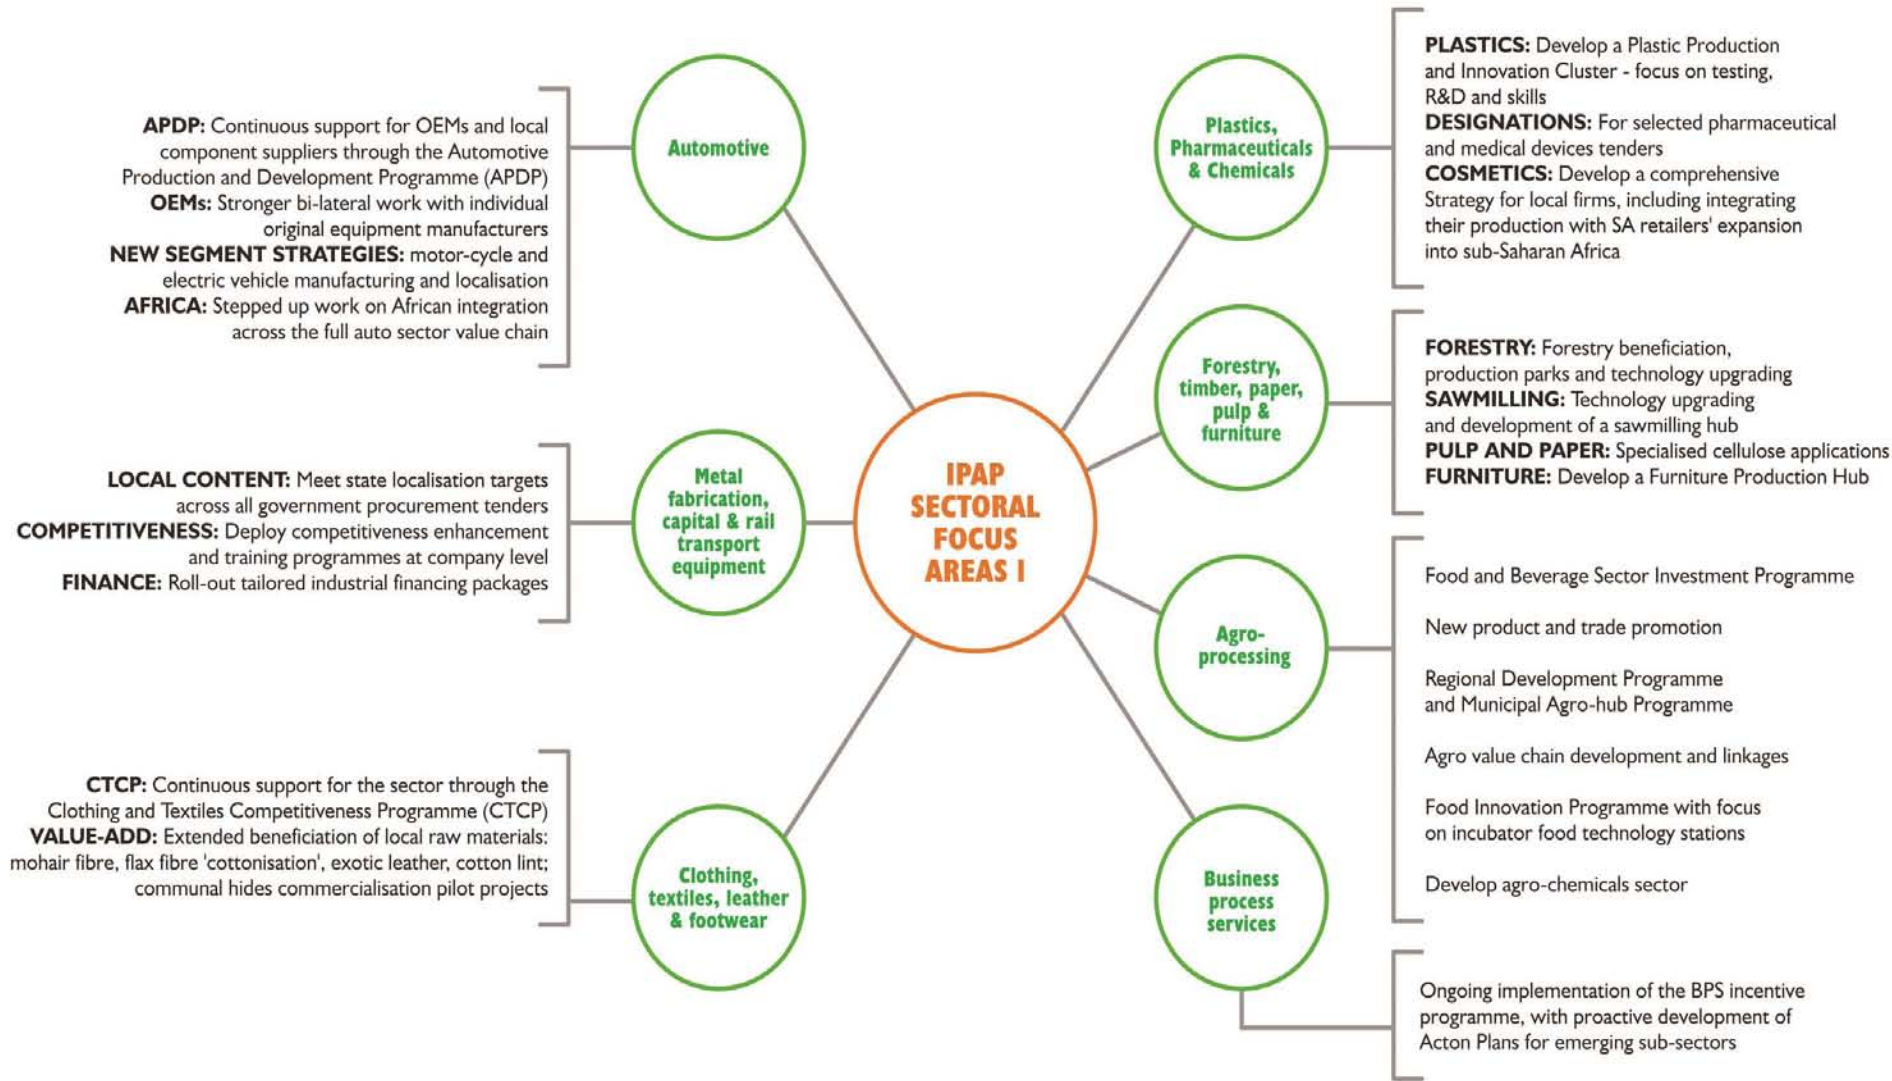 APDP: Continuous support for OEMs and local
component suppliers through the Automotive
Production and Development Programme (APDP)
OEMs: Stronger bi-lateral work with individual
original equipment manufacturers
NEW SEGMENT STRATEGIES: motor-cycle and
electric vehicle manufacturing and localisation
AFRICA: Stepped up work on African integration
across the full auto sector value chain
Automotive
LOCAL CONTENT: Meet state localisation targets
across all government procurement tenders
COMPETITIVENESS: Deploy competitiveness enhancement
and training programmes at company level
FINANCE: Roll-out tailored industrial financing packages
Metal
fabrication,
capital & rail
transport
equipment
CTCP: Continuous support for the sector through the
Clothing and Textiles Competitiveness Programme (CTCP)
VALUE-ADD: Extended beneficiation of local raw materials:
mohair fibre, flax fibre 'cottonisation', exotic leather, cotton lint;
communal hides commercialisation pilot projects
Clothing,
textiles, leather
& footwear
IPAP
SECTORAL
FOCUS
AREAS I
Plastics,
Pharmaceuticals
& Chemicals
PLASTICS: Develop a Plastic Production
and Innovation Cluster - focus on testing,
R&D and skills
DESIGNATIONS: For selected pharmaceutical
and medical devices tenders
COSMETICS: Develop a comprehensive
Strategy for local firms, including integrating
their production with SA retailers' expansion
into sub-Saharan Africa
Forestry,
timber, paper,
pulp &
furniture
FORESTRY: Forestry beneficiation,
production parks and technology upgrading
SAWMILLING: Technology upgrading
and development of a sawmilling hub
PULP AND PAPER: Specialised cellulose applications
FURNITURE: Develop a Furniture Production Hub
Agro-
processing
Food and Beverage Sector Investment Programme
New product and trade promotion
Regional Development Programme
and Municipal Agro-hub Programme
Agro value chain development and linkages
Food Innovation Programme with focus
on incubator food technology stations
Develop agro-chemicals sector
Business
process
services
Ongoing implementation of the BPS incentive
programme, with proactive development of
Acton Plans for emerging sub-sectors